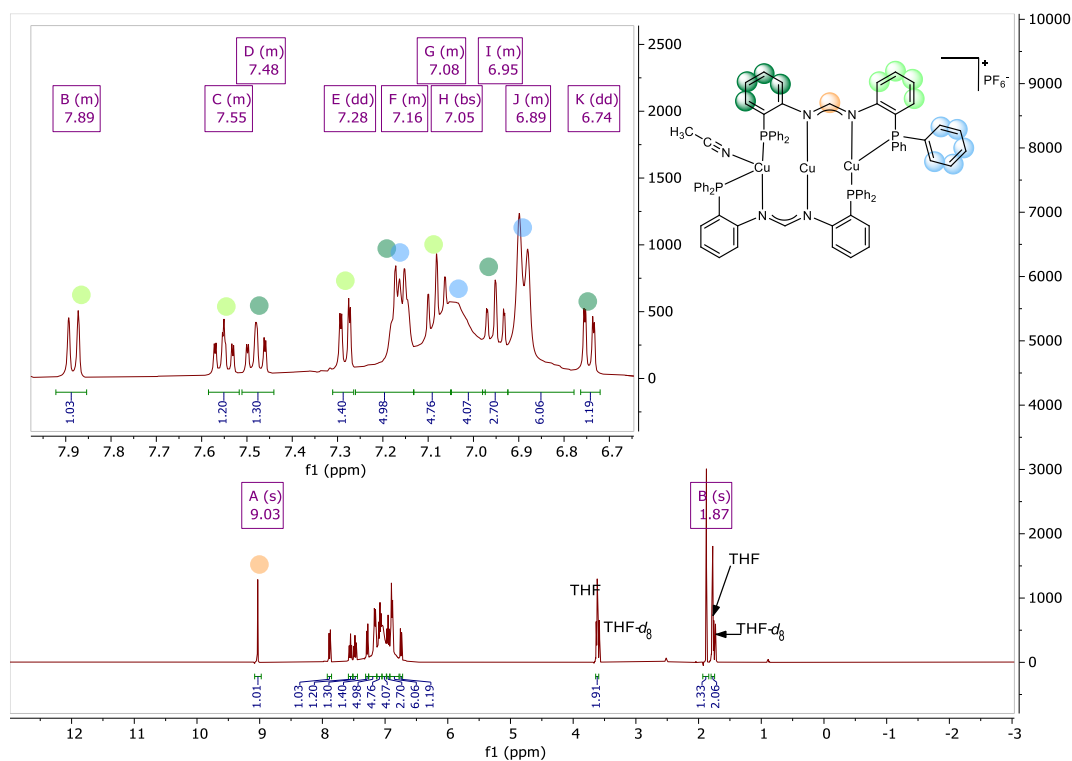 D (m)
7.48
G (m)
7.08
I (m)
6.95
B (m)
7.89
C (m)
7.55
E (dd)
7.28
F (m)
7.16
H (bs)
7.05
J (m)
6.89
K (dd)
6.74
2500
2000
1500
1000
500
0
1.03
1.20
1.30
1.40
4.98
4.76
4.07
2.70
6.06
1.19
7.9 7.8 7.7 7.6 7.5 7.4 7.3 7.2 7.1 7.0 6.9 6.8 6.7
f1 (ppm)
+
PF₆⁻
N
N
PPh₂
P
Ph
H₃C
C
N
Cu
Cu
Cu
Ph₂P
PPh₂
N
N
10000
9000
8000
7000
6000
5000
4000
3000
2000
1000
0
A (s)
9.03
B (s)
1.87
THF
THF
THF-d₈
THF-d₈
1.01
1.03
1.20
1.30
1.40
4.98
4.76
4.07
2.70
6.06
1.19
1.91
1.33
2.06
12 11 10 9 8 7 6 5 4 3 2 1 0 -1 -2 -3
f1 (ppm)